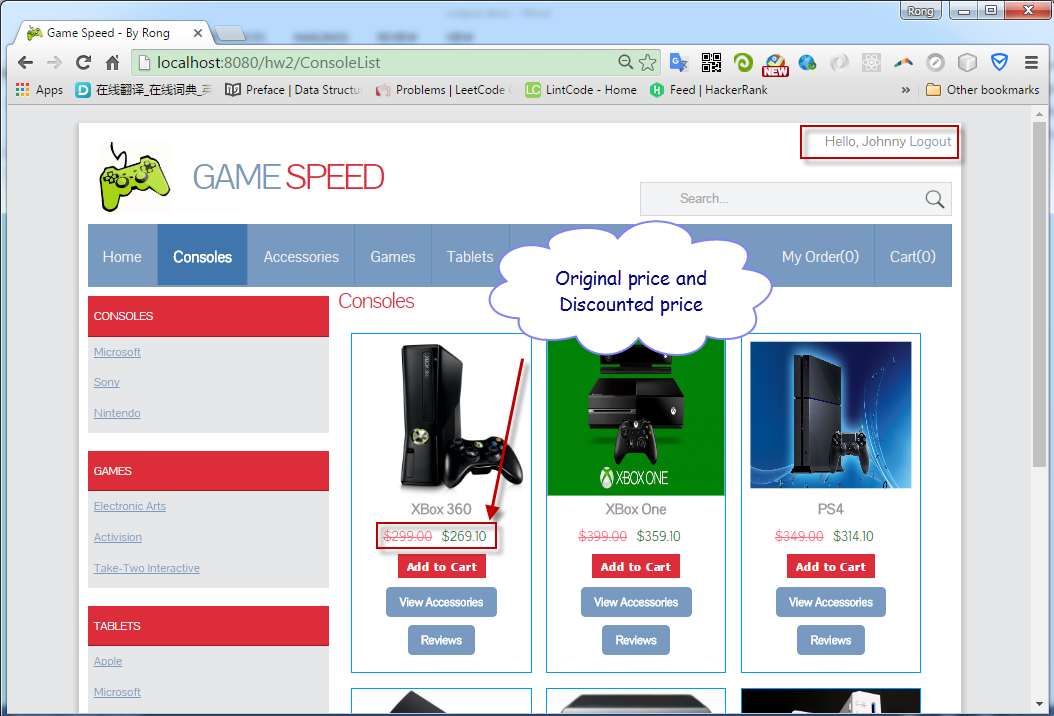 Rong
Game Speed - By Rong
localhost:8080/hw2/ConsoleList
NEW
Apps
在线翻译_在线词典_
Preface | Data Structu
Problems | LeetCode
LC LintCode - Home
Feed | HackerRank
» Other bookmarks
Hello, Johnny Logout
GAME SPEED
Search...
Home
Consoles
Accessories
Games
Tablets
My Order(0)
Cart(0)
Original price and
Discounted price
CONSOLES
Microsoft
Sony
Nintendo
GAMES
Electronic Arts
Activision
Take-Two Interactive
TABLETS
Apple
Microsoft
Consoles
XBox 360
$299.00 $269.10
Add to Cart
View Accessories
Reviews
XBOX ONE
XBox One
$399.00 $359.10
Add to Cart
View Accessories
Reviews
PS4
$349.00 $314.10
Add to Cart
View Accessories
Reviews